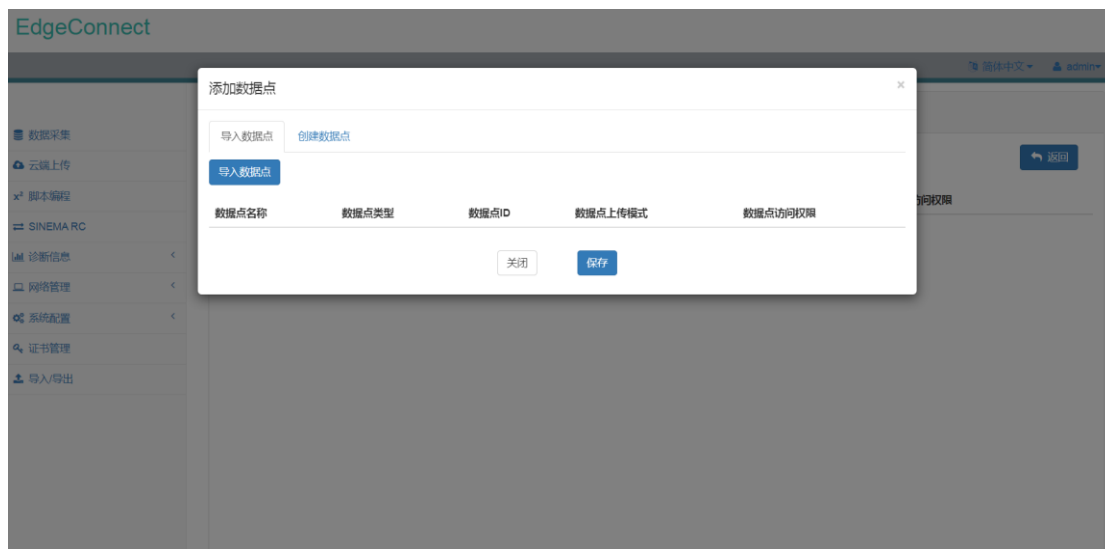 EdgeConnect
简体中文 admin
添加数据点 ×
导入数据点 创建数据点
导入数据点
数据点名称 数据点类型 数据点ID 数据点上传模式 数据点访问权限
关闭 保存
数据采集
云端上传
x² 脚本编程
SINEMA RC
诊断信息
网络管理
系统配置
证书管理
导入/导出
返回
访问权限